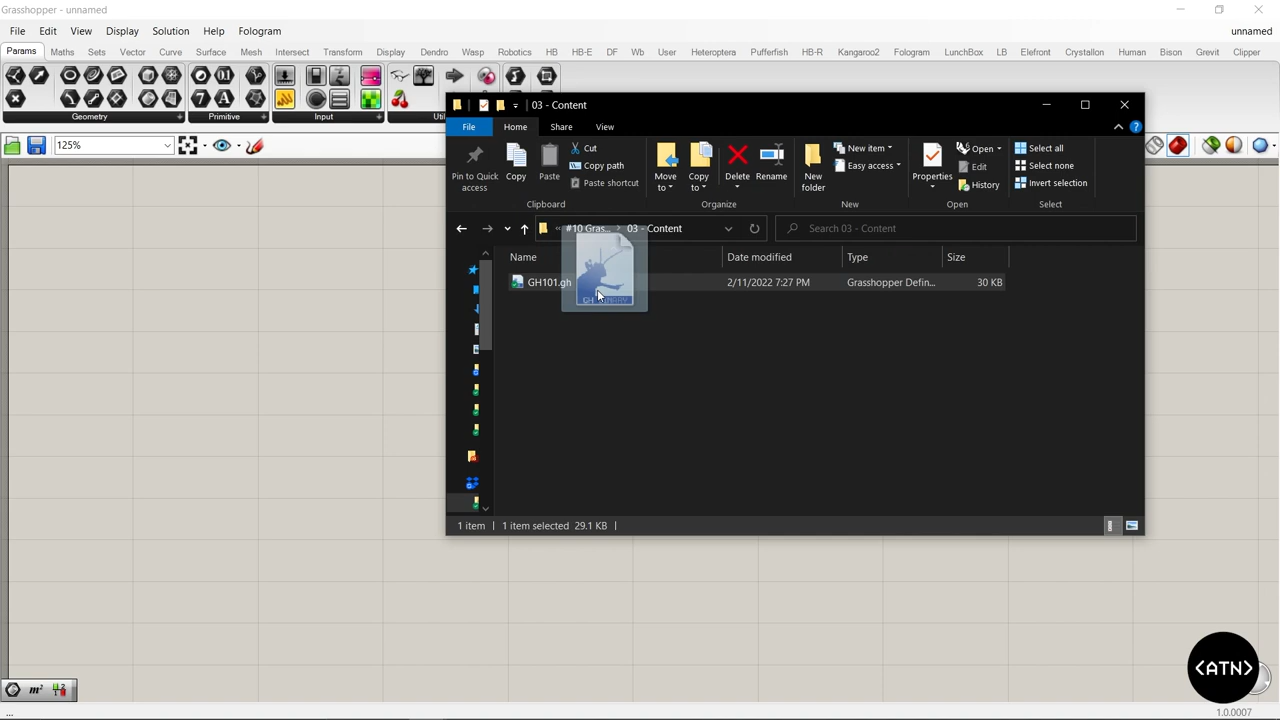 Grasshopper - unnamed
File Edit View Display Solution Help Fologram unnamed
Params Maths Sets Vector Curve Surface Mesh Intersect Transform Display Dendro Wasp Robotics HB HB-E DF Wb User Heteroptera Pufferfish HB-R Kangaroo2 Fologram LunchBox LB Elefront Crystallon Human Bison Grevit Clipper
Geometry Primitive Input Util
125%
03 - Content
File Home Share View
Pin to Quick access
Copy
Paste
Cut
Copy path
Paste shortcut
Move to
Copy to
Delete
Rename
New folder
New item
Easy access
Properties
Open
Edit
History
Select all
Select none
Invert selection
Clipboard Organize New Open Select
« #10 Gras... 03 - Content Search 03 - Content
Name Date modified Type Size
GH101.gh 2/11/2022 7:27 PM Grasshopper Defin... 30 KB
1 item 1 item selected 29.1 KB
<ATN>
... 1.0.0007